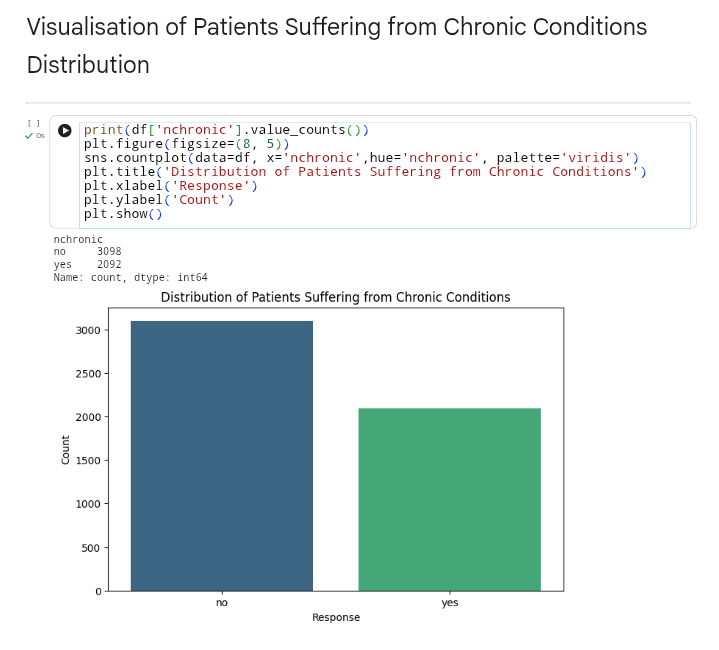 Visualisation of Patients Suffering from Chronic Conditions
Distribution
[ ]
0s
print(df['nchronic'].value_counts())
plt.figure(figsize=(8, 5))
sns.countplot(data=df, x='nchronic',hue='nchronic', palette='viridis')
plt.title('Distribution of Patients Suffering from Chronic Conditions')
plt.xlabel('Response')
plt.ylabel('Count')
plt.show()
nchronic
no     3098
yes    2092
Name: count, dtype: int64
Distribution of Patients Suffering from Chronic Conditions
3000
2500
2000
1500
1000
500
0
Count
no
yes
Response